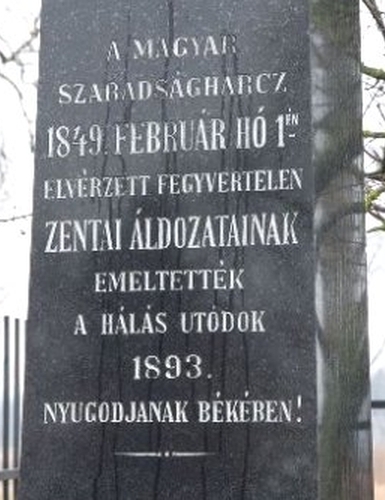 A MAGYAR
SZABADSÁGHARCZ
1849. FEBRUÁR HÓ 1ÉN
ELVÉRZETT FEGYVERTELEN
ZENTAI ÁLDOZATAINAK
EMELTETTÉK
A HÁLÁS UTÓDOK
1893.
NYUGODJANAK BÉKÉBEN!